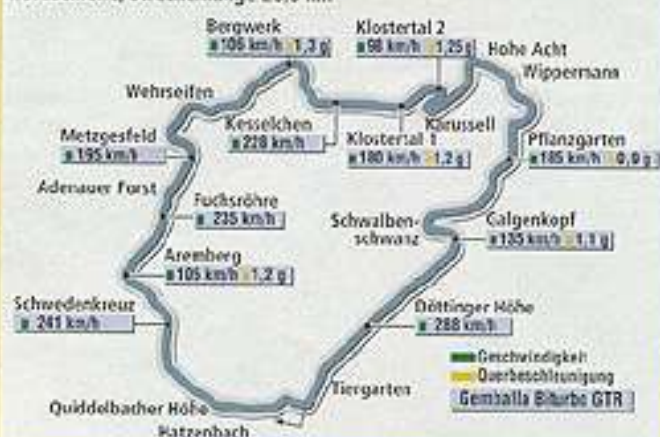 Bergwerk
106 km/h 1,3 g
Klostertal 2
98 km/h 1,25 g
Hohe Acht
Wippermann
Wehrseifen
Kesselchen
228 km/h
Karussell
Klostertal 1
180 km/h 1,2 g
Metzgesfeld
195 km/h
Pflanzgarten
185 km/h 0,9 g
Adenauer Forst
Fuchsröhre
235 km/h
Schwalben-
schwanz
Galgenkopf
135 km/h 1,1 g
Aremberg
105 km/h 1,2 g
Schwedenkreuz
241 km/h
Döttinger Höhe
288 km/h
Geschwindigkeit
Querbeschleunigung
Gemballa Biturbo GTR
Tiergarten
Quiddelbacher Höhe
Hatzenbach